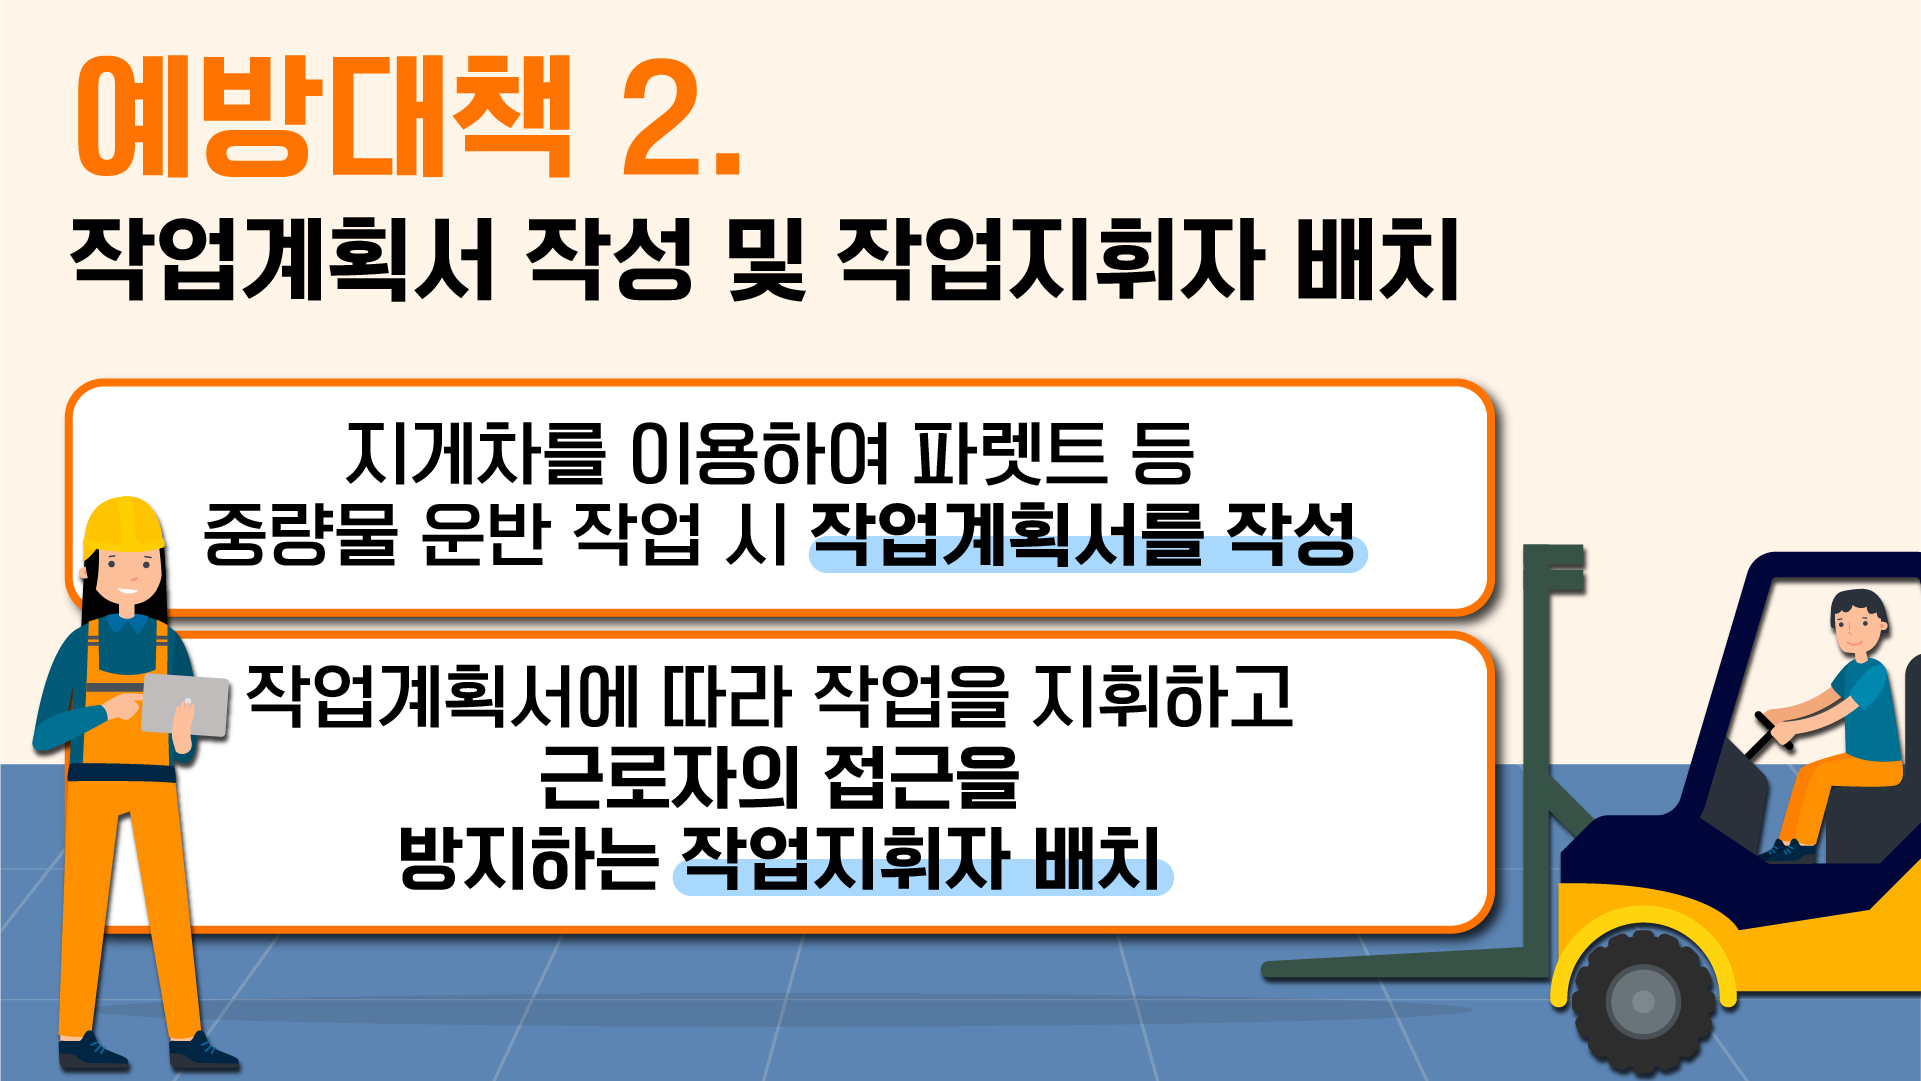 예방대책 2.
작업계획서 작성 및 작업지휘자 배치
지게차를 이용하여 파렛트 등
중량물 운반 작업 시 작업계획서를 작성
작업계획서에 따라 작업을 지휘하고
근로자의 접근을
방지하는 작업지휘자 배치